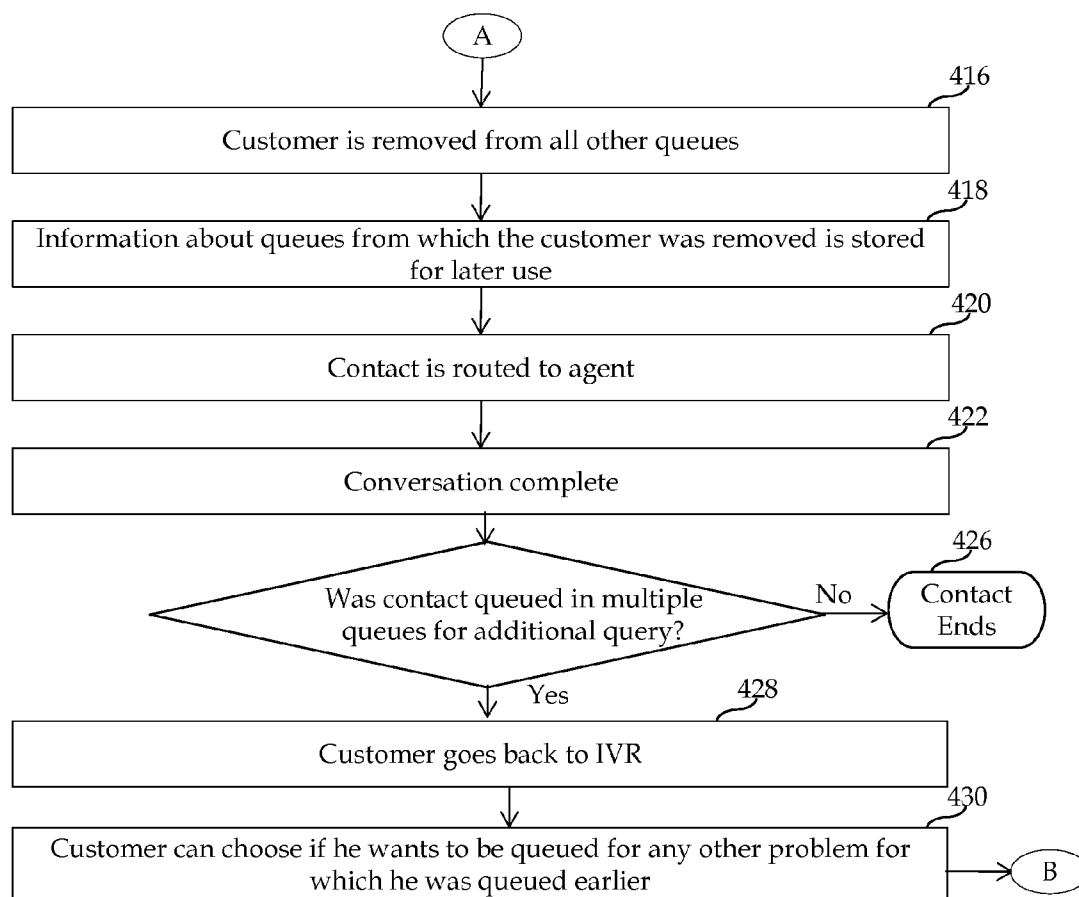 A
416
Customer is removed from all other queues
418
Information about queues from which the customer was removed is stored
for later use
420
Contact is routed to agent
422
Conversation complete
426
Was contact queued in multiple
queues for additional query?
No
Contact
Ends
Yes
428
Customer goes back to IVR
430
Customer can choose if he wants to be queued for any other problem for
which he was queued earlier
B